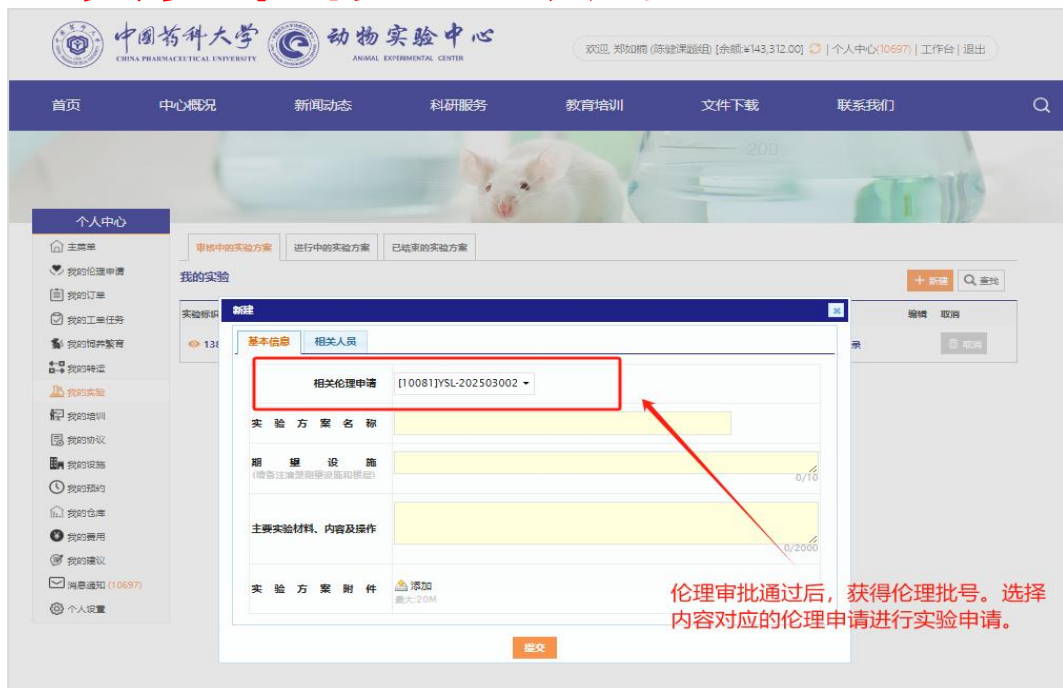 中国药科大学
CHINA PHARMACEUTICAL UNIVERSITY
动物实验中心
ANIMAL EXPERIMENTAL CENTER
欢迎, 郑如楠 (陈健课题组) [余额:¥143,312.00] | 个人中心(10697) | 工作台 | 退出
首页 中心概况 新闻动态 科研服务 教育培训 文件下载 联系我们
200
个人中心
主菜单
我的伦理申请
我的订单
我的工单任务
我的饲养繁育
我的转运
我的实验
我的培训
我的协议
我的设施
我的预约
我的仓库
我的费用
我的建议
消息通知 (10697)
个人设置
审核中的实验方案 进行中的实验方案 已结束的实验方案
我的实验
+ 新建 查找
实验标识 编辑 取消
138 录 取消
新建
基本信息 相关人员
相关伦理申请 [10081]YSL-202503002
实验方案名称
期望设施
(请备注清楚期望设施和楼层)
0/10
主要实验材料、内容及操作
0/2000
实验方案附件 添加
最大:20M
提交
伦理审批通过后,获得伦理批号。选择
内容对应的伦理申请进行实验申请。